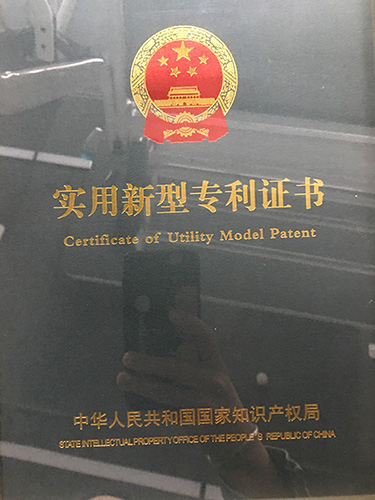 实用新型专利证书
Certificate of Utility Model Patent
中华人民共和国国家知识产权局
STATE INTELLECTUAL PROPERTY OFFICE OF THE PEOPLE'S REPUBLIC OF CHINA